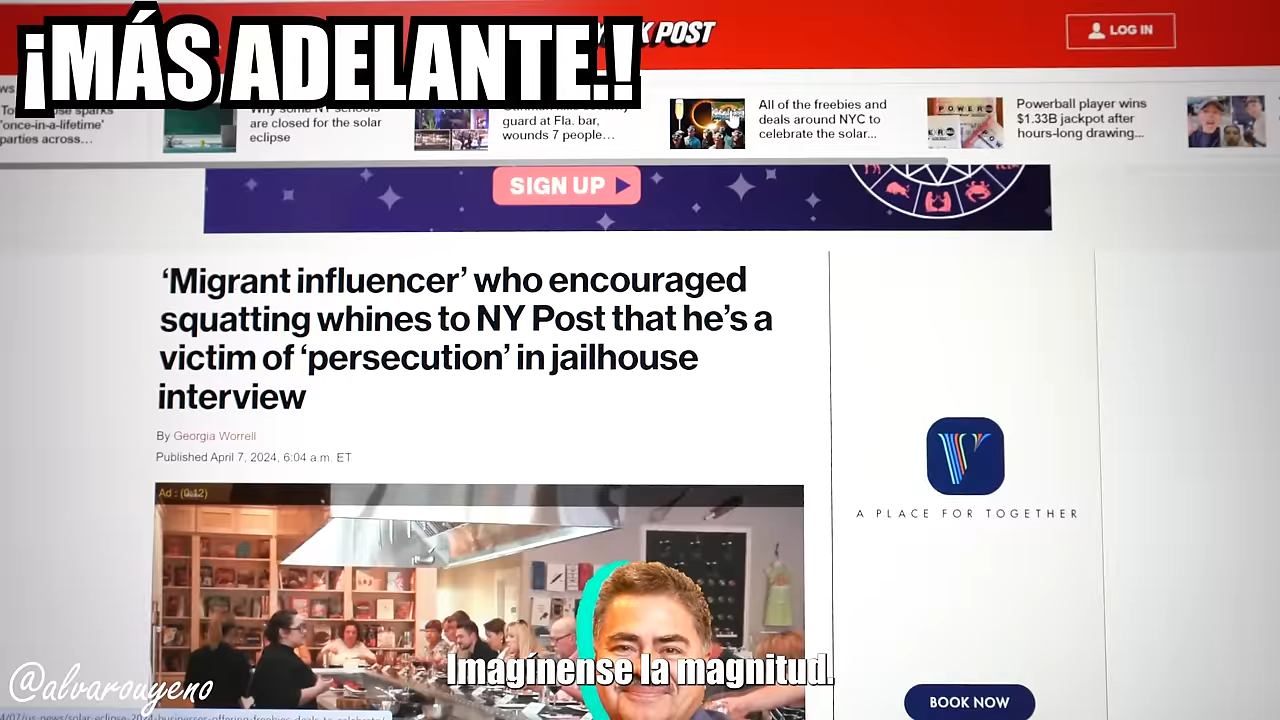 ¡MÁS ADELANTE.!
K POST
LOG IN
'once-in-a-lifetime'
parties across...
Why some NY schools
are closed for the solar
eclipse
guard at Fla. bar,
wounds 7 people...
All of the freebies and
deals around NYC to
celebrate the solar...
Powerball player wins
$1.33B jackpot after
hours-long drawing...
POWER
SIGN UP
‘Migrant influencer’ who encouraged
squatting whines to NY Post that he’s a
victim of ‘persecution’ in jailhouse
interview
By Georgia Worrell
Published April 7, 2024, 6:04 a.m. ET
Ad : (0:12)
A PLACE FOR TOGETHER
BOOK NOW
Imagínense la magnitud.
@alvarouyeno